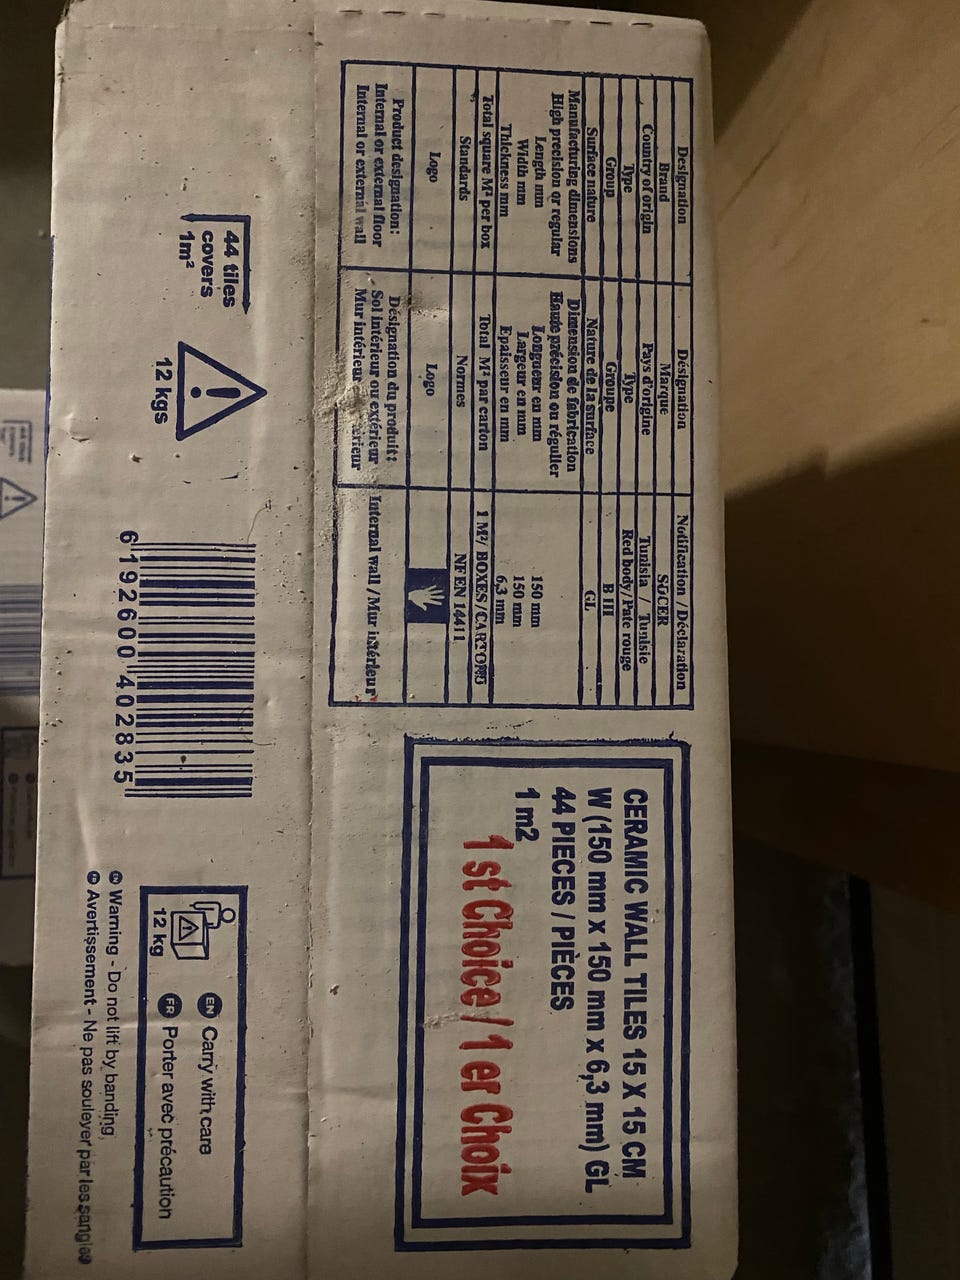 Designation
Désignation
Notification / Déclaration
Brand
Marque
SOCER
Country of origin
Pays d'origine
Tunisia / Tunisie
Type
Type
Red body/Pate rouge
Group
Groupe
B III
Surface nature
Nature de la surface
GL
Manufacturing dimensions
Dimension de fabrication
High precision or regular
Haute précision ou régulier
Length mm
Longueur en mm
150 mm
Width mm
Largeur en mm
150 mm
Thickness mm
Epaisseur en mm
6,3 mm
Total square M² per box
Total M² par carton
1 M²/ BOXES/CARTONS
Standards
Normes
NF EN 14411
Logo
Logo
Product designation:
Désignation du produit:
Internal or external floor
Sol intérieur ou extérieur
Internal wall /Mur intérieur
Internal or external wall
Mur intérieur
CERAMIC WALL TILES 15 X 15 CM
W (150 mm x 150 mm x 6,3 mm) GL
44 PIECES / PIÈCES
1 m2
1st Choice / 1 er Choix
44 tiles
covers
1m²
12 kgs
6 192600 402835
12 kg
EN Carry with care
FR Porter avec précaution
EN Warning - Do not lift by banding
FR Avertissement - Ne pas soulever par les sangles